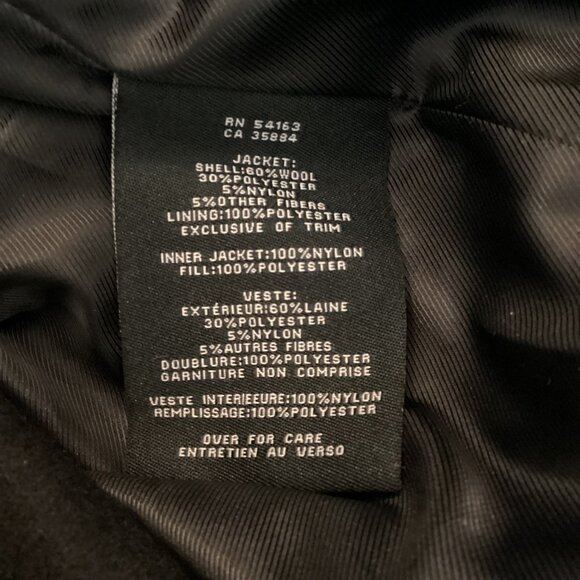 RN 54163
CA 35884
JACKET:
SHELL:60%WOOL
30%POLYESTER
5%NYLON
5%OTHER FIBERS
LINING:100%POLYESTER
EXCLUSIVE OF TRIM
INNER JACKET:100%NYLON
FILL:100%POLYESTER
VESTE:
EXTÉRIEUR:60%LAINE
30%POLYESTER
5%NYLON
5%AUTRES FIBRES
DOUBLURE:100%POLYESTER
GARNITURE NON COMPRISE
VESTE INTERIEEURE:100%NYLON
REMPLISSAGE:100%POLYESTER
OVER FOR CARE
ENTRETIEN AU VERSO